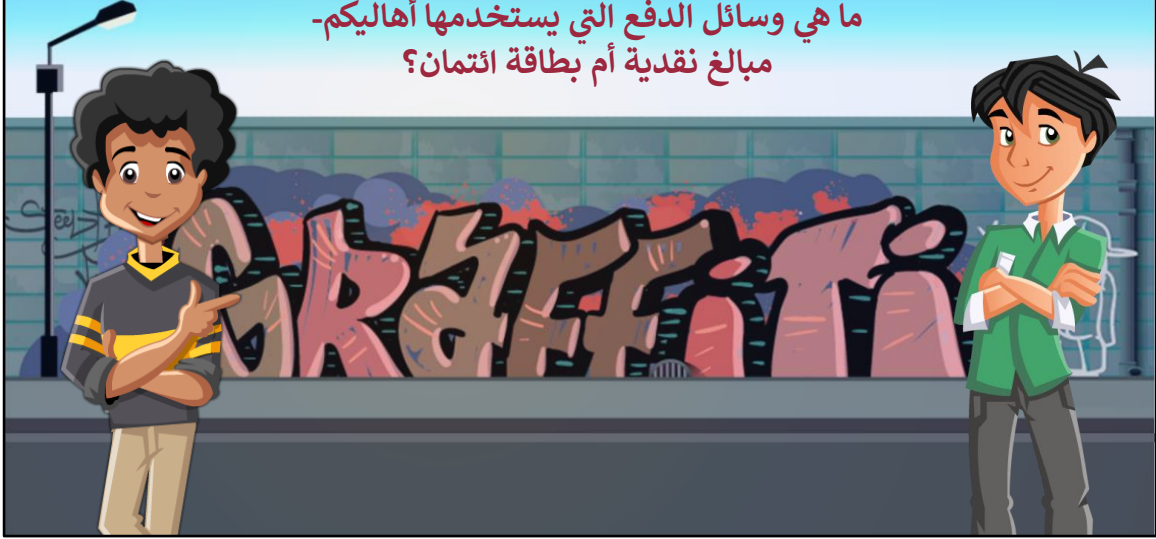 ما هي وسائل الدفع التي يستخدمها أهاليكم-
مبالغ نقدية أم بطاقة ائتمان؟
GRAFFiTi